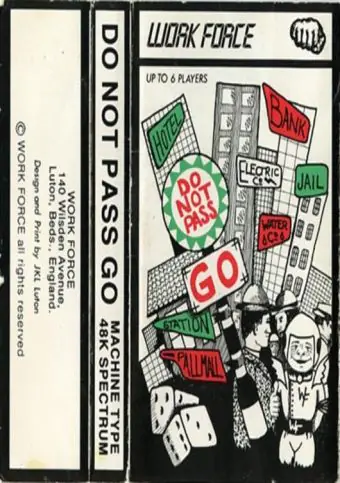 WORK FORCE
140 Wilsden Avenue,
Luton, Beds., England.
Design and Print by JKL Luton
© WORK FORCE all rights reserved
DO NOT PASS GO
MACHINE TYPE
48K SPECTRUM
WORK FORCE
UP TO 6 PLAYERS
HOTEL
BANK
ELECTRIC
Co.
JAIL
DO
NOT
PASS
WATER
Co.
GO
STATION
PALLMALL
WF